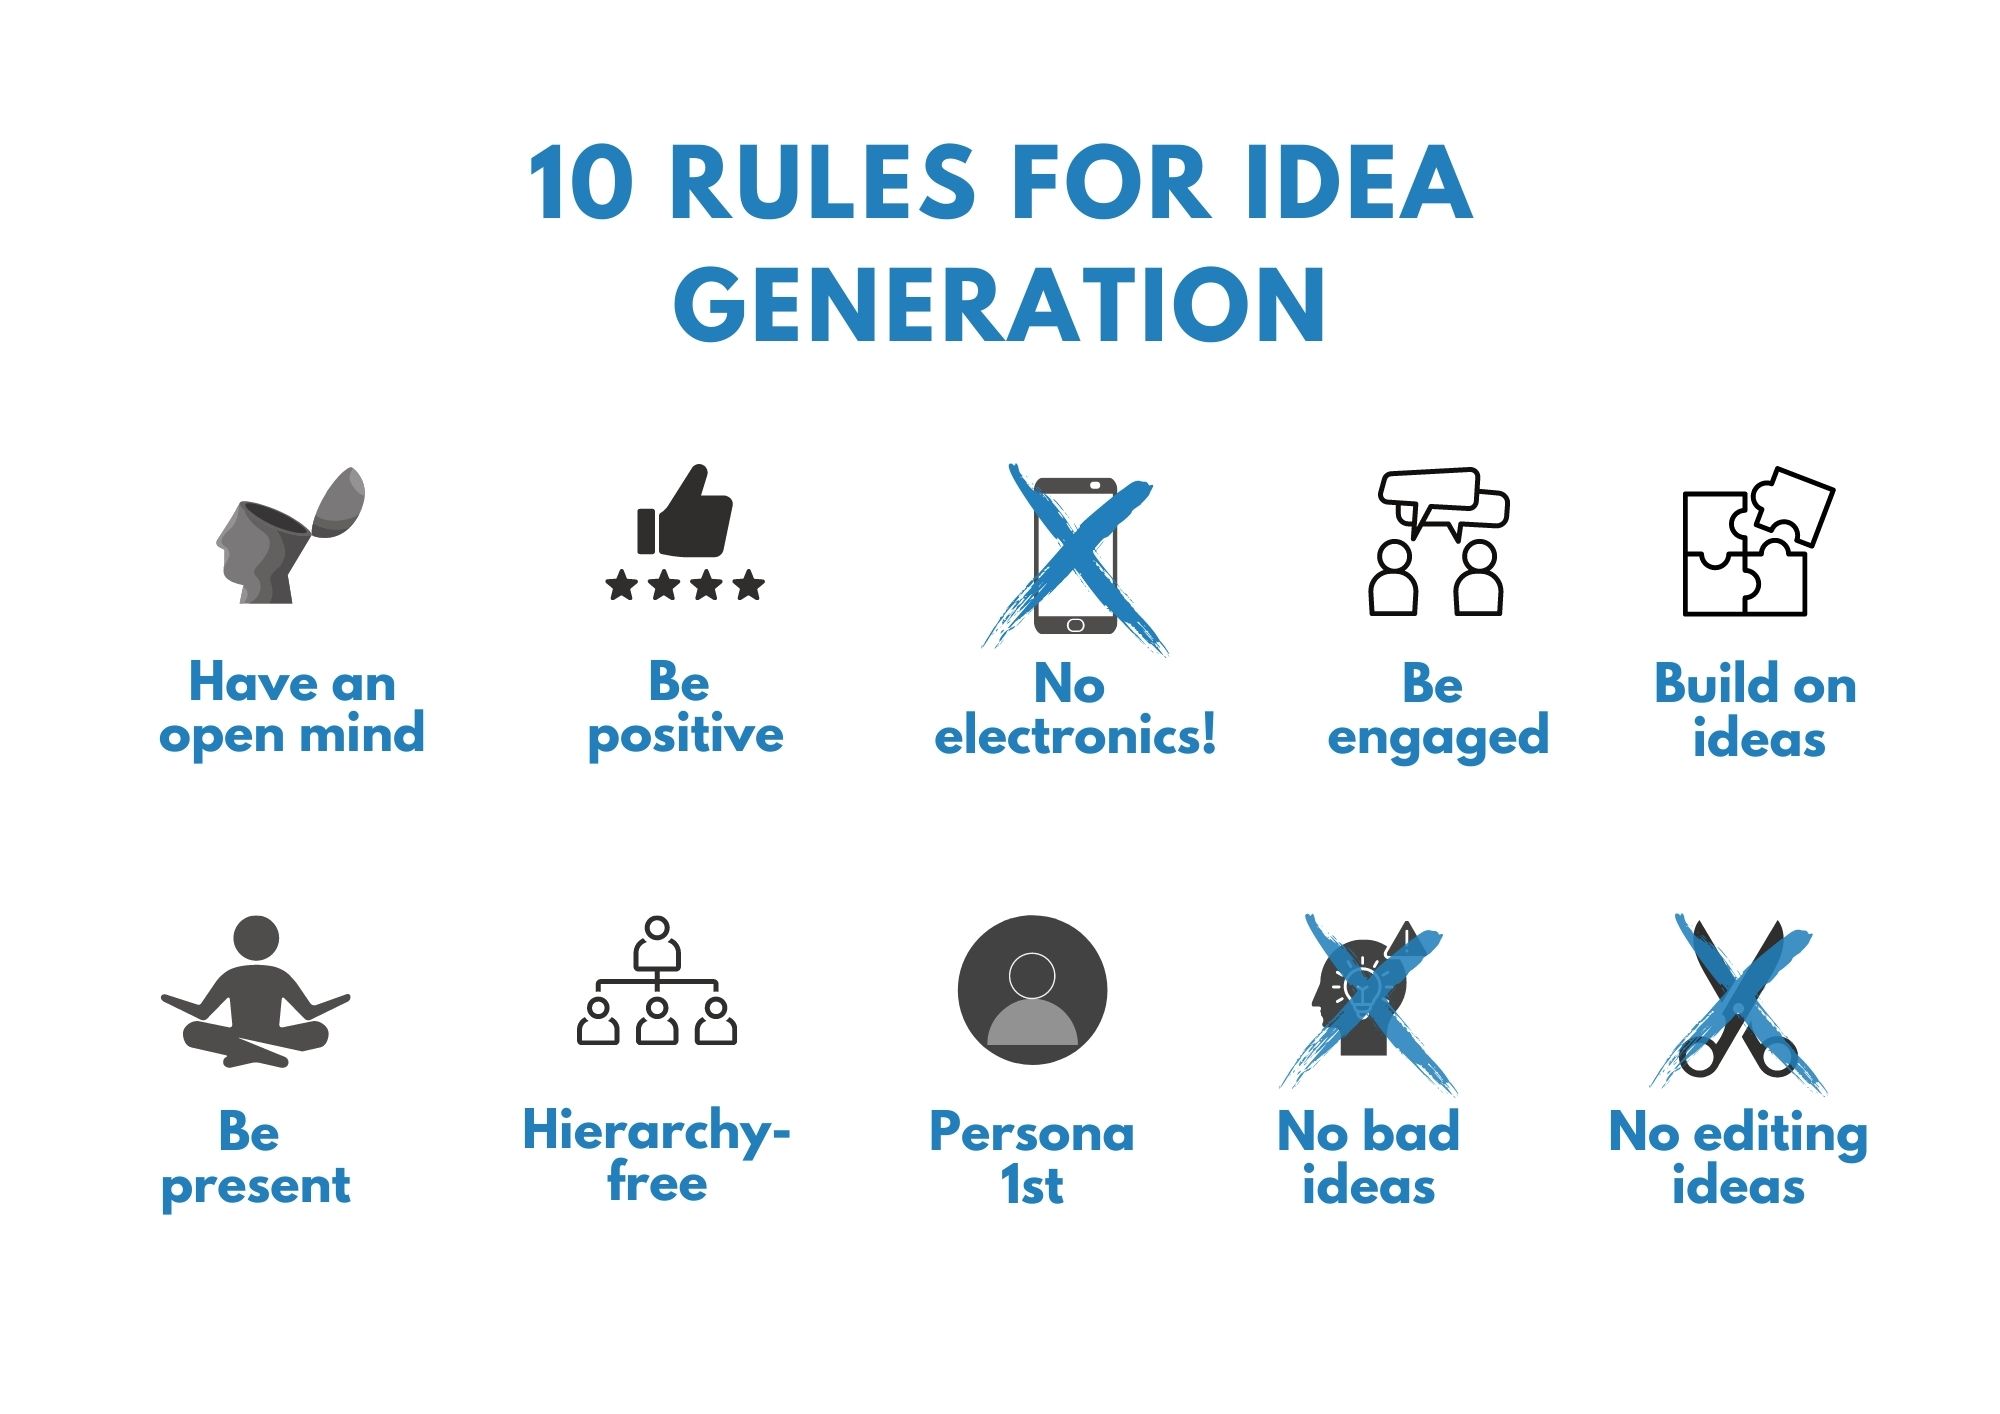 10 RULES FOR IDEA
GENERATION
Have an
open mind
Be
positive
No
electronics!
Be
engaged
Build on
ideas
Be
present
Hierarchy-
free
Persona
1st
No bad
ideas
No editing
ideas